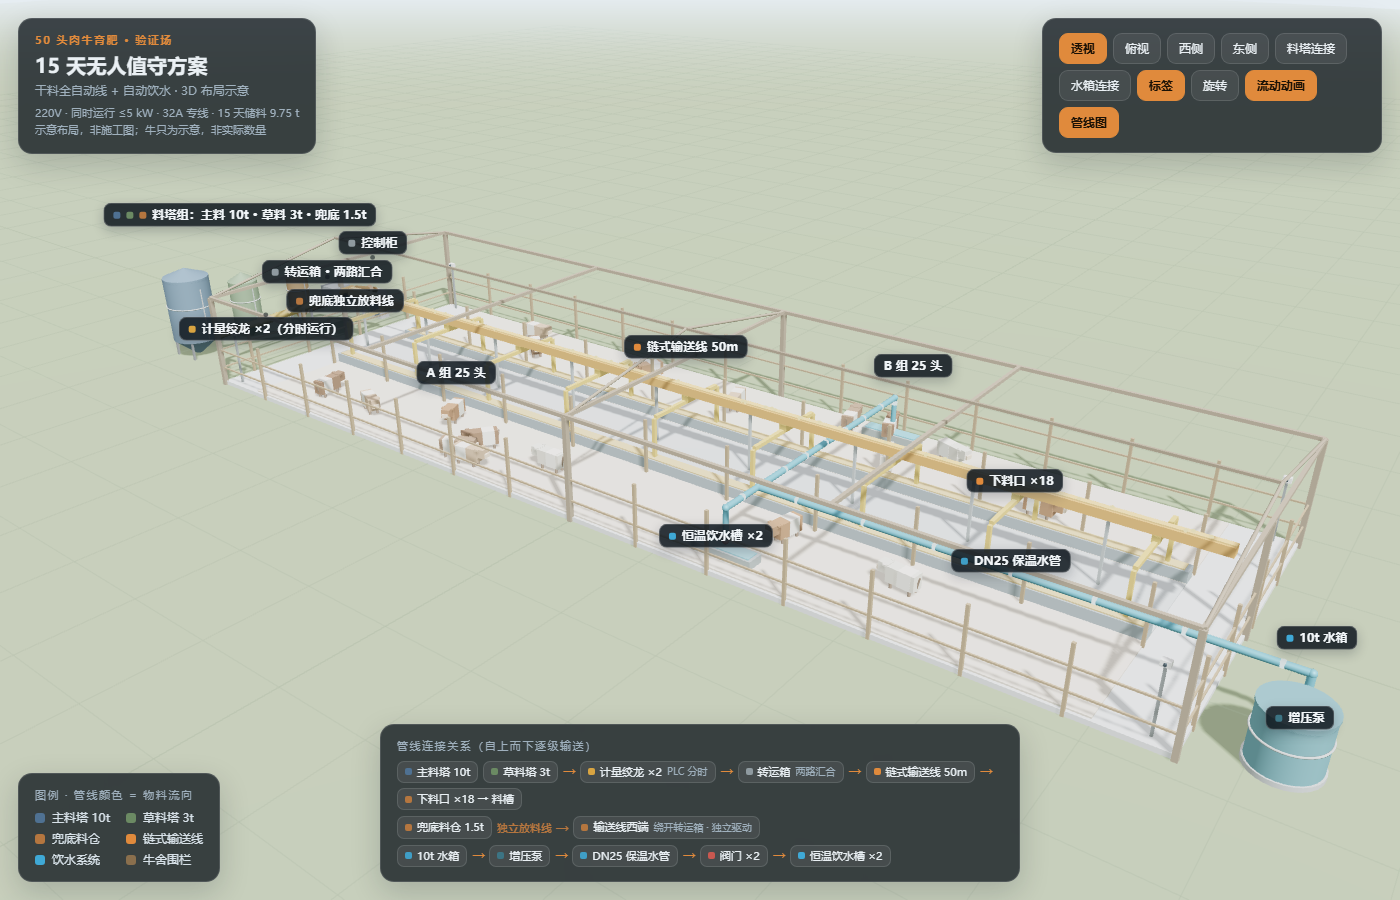 50 头肉牛育肥 · 验证场
15 天无人值守方案
干料全自动线 + 自动饮水 · 3D 布局示意
220V · 同时运行 ≤5 kW · 32A 专线 · 15 天储料 9.75 t
示意布局，非施工图；牛只为示意，非实际数量
透视 俯视 西侧 东侧 料塔连接
水箱连接 标签 旋转 流动动画
管线图
料塔组：主料 10t · 草料 3t · 兜底 1.5t
控制柜
转运箱 · 两路汇合
兜底独立放料线
计量绞龙 ×2（分时运行）
链式输送线 50m
A 组 25 头
B 组 25 头
下料口 ×18
恒温饮水槽 ×2
DN25 保温水管
10t 水箱
增压泵
管线连接关系（自上而下逐级输送）
主料塔 10t 草料塔 3t → 计量绞龙 ×2 PLC 分时 → 转运箱 两路汇合 → 链式输送线 50m →
下料口 ×18 → 料槽
兜底料仓 1.5t 独立放料线 → 输送线西端 绕开转运箱 · 独立驱动
10t 水箱 → 增压泵 → DN25 保温水管 → 阀门 ×2 → 恒温饮水槽 ×2
图例 · 管线颜色 = 物料流向
主料塔 10t 草料塔 3t
兜底料仓 链式输送线
饮水系统 牛舍围栏